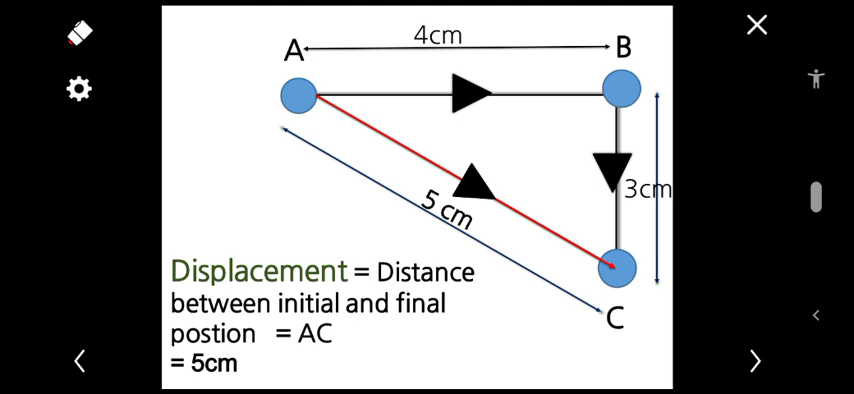 4cm
A
B
3cm
5 cm
C
Displacement = Distance
between initial and final
postion = AC
= 5cm